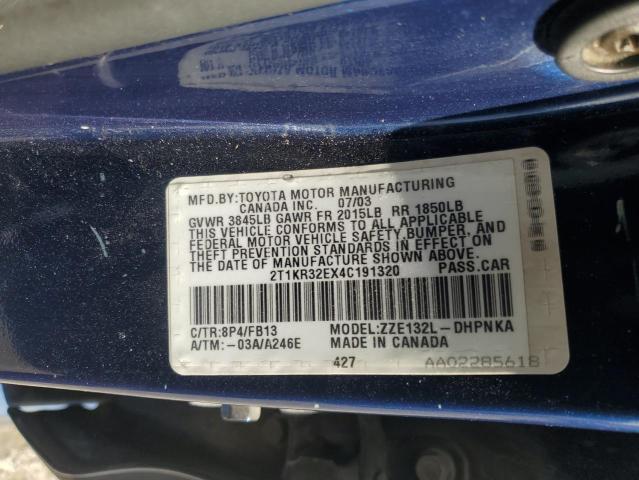 MFD.BY:TOYOTA MOTOR MANUFACTURING
CANADA INC. 07/03
GVWR 3845LB GAWR FR 2015LB RR 1850LB
THIS VEHICLE CONFORMS TO ALL APPLICABLE
FEDERAL MOTOR VEHICLE SAFETY, BUMPER, AND
THEFT PREVENTION STANDARDS IN EFFECT ON
THE DATE OF MANUFACTURE SHOWN ABOVE.
2T1KR32EX4C191320 PASS.CAR
C/TR:8P4/FB13 MODEL:ZZE132L-DHPNKA
A/TM:-03A/A246E MADE IN CANADA
427 AA02285618